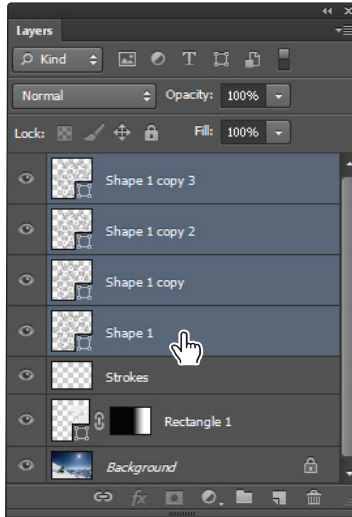 Layers
Kind
Normal Opacity: 100%
Lock: Fill: 100%
Shape 1 copy 3
Shape 1 copy 2
Shape 1 copy
Shape 1
Strokes
Rectangle 1
Background
fx